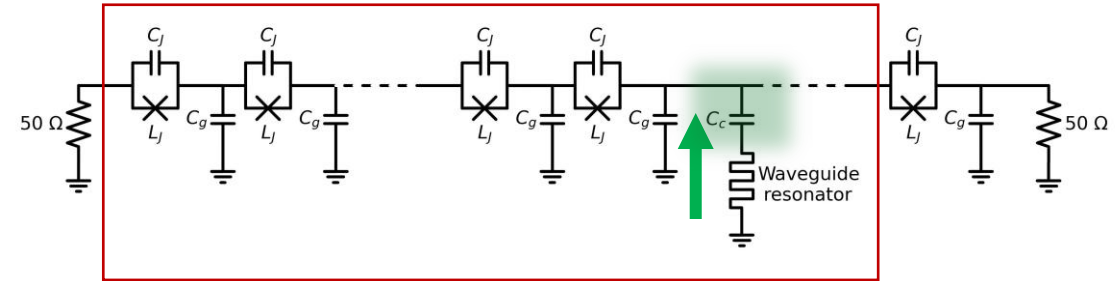 C_J C_J C_J C_J C_J
50 Ω C_g C_g C_g C_g C_c C_g 50 Ω
L_J L_J L_J L_J L_J
Waveguide
resonator